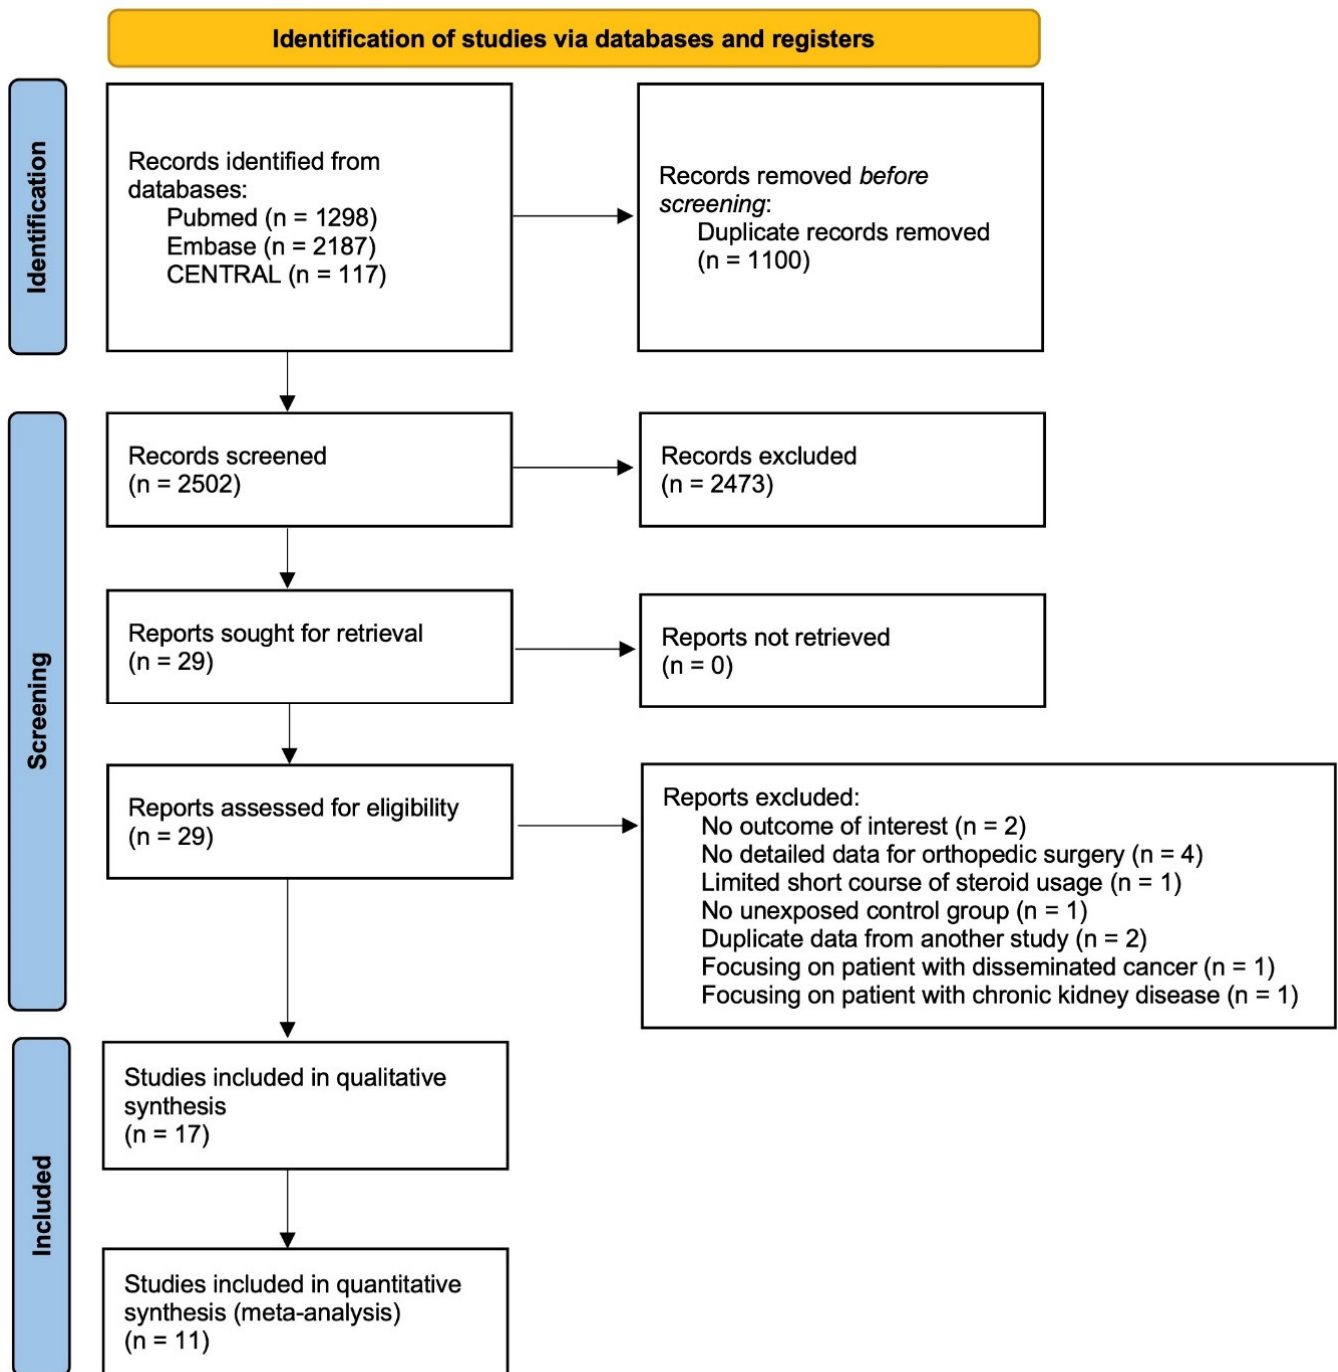 Identification of studies via databases and registers
Identification
Records identified from
databases:
Pubmed (n = 1298)
Embase (n = 2187)
CENTRAL (n = 117)
Records removed before
screening:
Duplicate records removed
(n = 1100)
Screening
Records screened
(n = 2502)
Records excluded
(n = 2473)
Reports sought for retrieval
(n = 29)
Reports not retrieved
(n = 0)
Reports assessed for eligibility
(n = 29)
Reports excluded:
No outcome of interest (n = 2)
No detailed data for orthopedic surgery (n = 4)
Limited short course of steroid usage (n = 1)
No unexposed control group (n = 1)
Duplicate data from another study (n = 2)
Focusing on patient with disseminated cancer (n = 1)
Focusing on patient with chronic kidney disease (n = 1)
Included
Studies included in qualitative
synthesis
(n = 17)
Studies included in quantitative
synthesis (meta-analysis)
(n = 11)